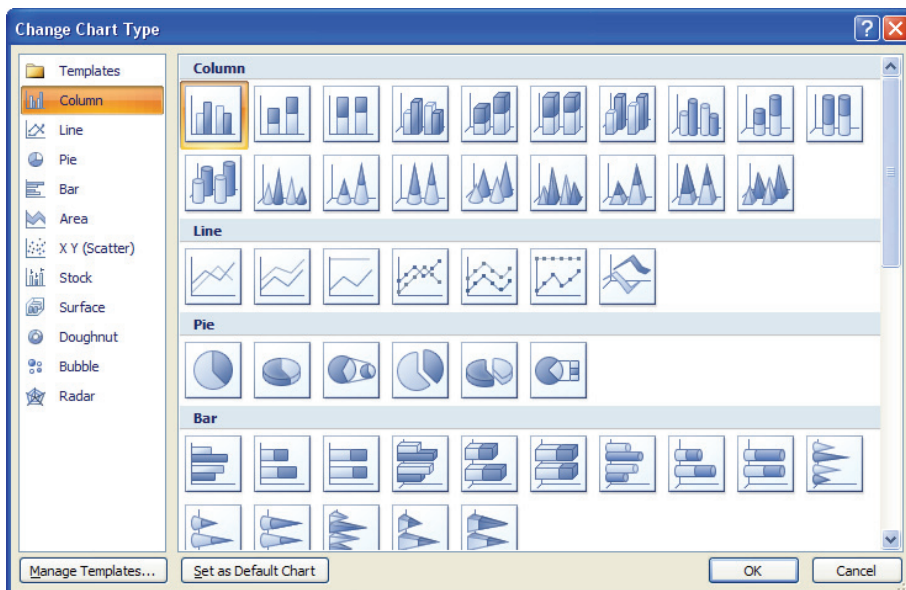 Change Chart Type
Templates
Column
Line
Pie
Bar
Area
X Y (Scatter)
Stock
Surface
Doughnut
Bubble
Radar
Column
Line
Pie
Bar
Manage Templates...
Set as Default Chart
OK
Cancel